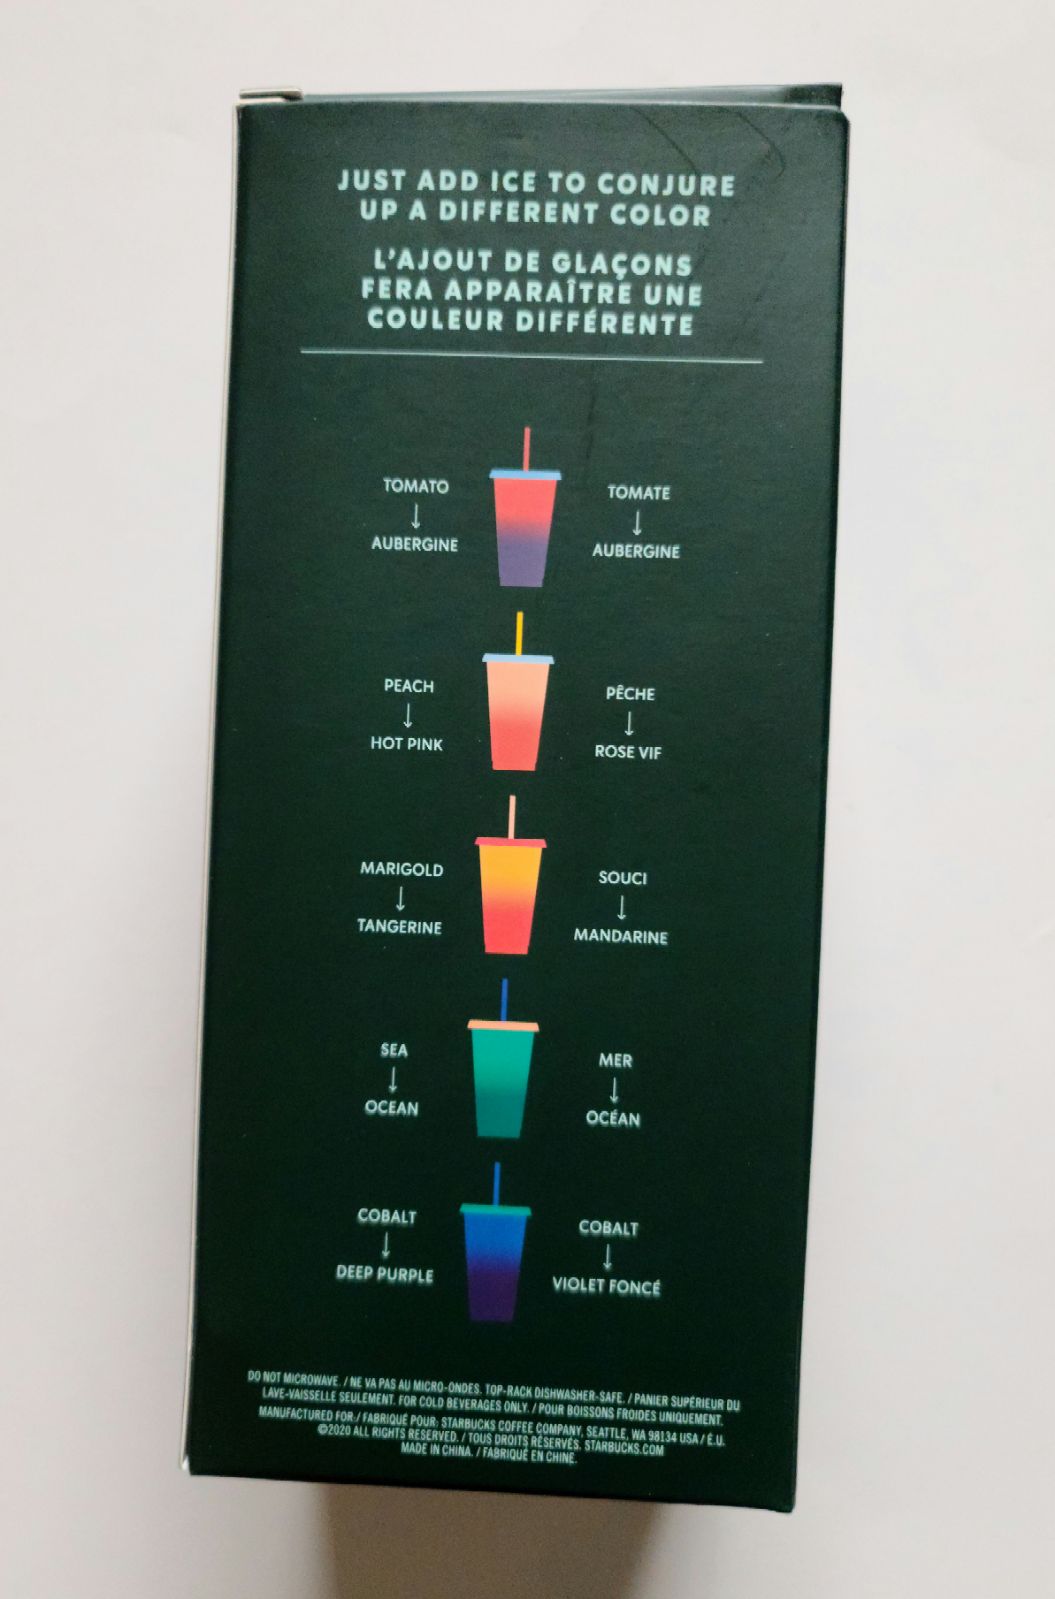 JUST ADD ICE TO CONJURE
UP A DIFFERENT COLOR
L'AJOUT DE GLAÇONS
FERA APPARAÎTRE UNE
COULEUR DIFFÉRENTE
TOMATO
↓
AUBERGINE
TOMATE
↓
AUBERGINE
PEACH
↓
HOT PINK
PÊCHE
↓
ROSE VIF
MARIGOLD
↓
TANGERINE
SOUCI
↓
MANDARINE
SEA
↓
OCEAN
MER
↓
OCÉAN
COBALT
↓
DEEP PURPLE
COBALT
↓
VIOLET FONCÉ
DO NOT MICROWAVE. / NE VA PAS AU MICRO-ONDES. TOP-RACK DISHWASHER-SAFE. / PANIER SUPÉRIEUR DU
LAVE-VAISSELLE SEULEMENT. FOR COLD BEVERAGES ONLY. / POUR BOISSONS FROIDES UNIQUEMENT.
MANUFACTURED FOR:/ FABRIQUÉ POUR: STARBUCKS COFFEE COMPANY, SEATTLE, WA 98134 USA / É.U.
©2020 ALL RIGHTS RESERVED. / TOUS DROITS RÉSERVÉS. STARBUCKS.COM
MADE IN CHINA. / FABRIQUÉ EN CHINE.